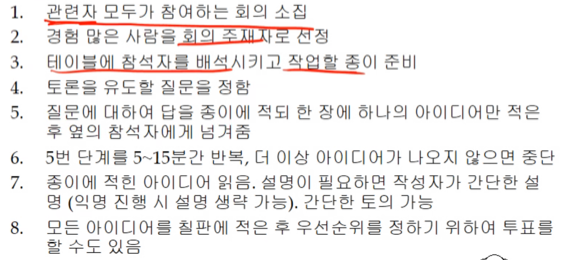 1. 관련자 모두가 참여하는 회의 소집
2. 경험 많은 사람을 회의 주재자로 선정
3. 테이블에 참석자를 배석시키고 작업할 종이 준비
4. 토론을 유도할 질문을 정함
5. 질문에 대하여 답을 종이에 적되 한 장에 하나의 아이디어만 적은
후 옆의 참석자에게 넘겨줌
6. 5번 단계를 5~15분간 반복, 더 이상 아이디어가 나오지 않으면 중단
7. 종이에 적힌 아이디어 읽음. 설명이 필요하면 작성자가 간단한 설
명 (익명 진행 시 설명 생략 가능). 간단한 토의 가능
8. 모든 아이디어를 칠판에 적은 후 우선순위를 정하기 위하여 투표를
할 수도 있음